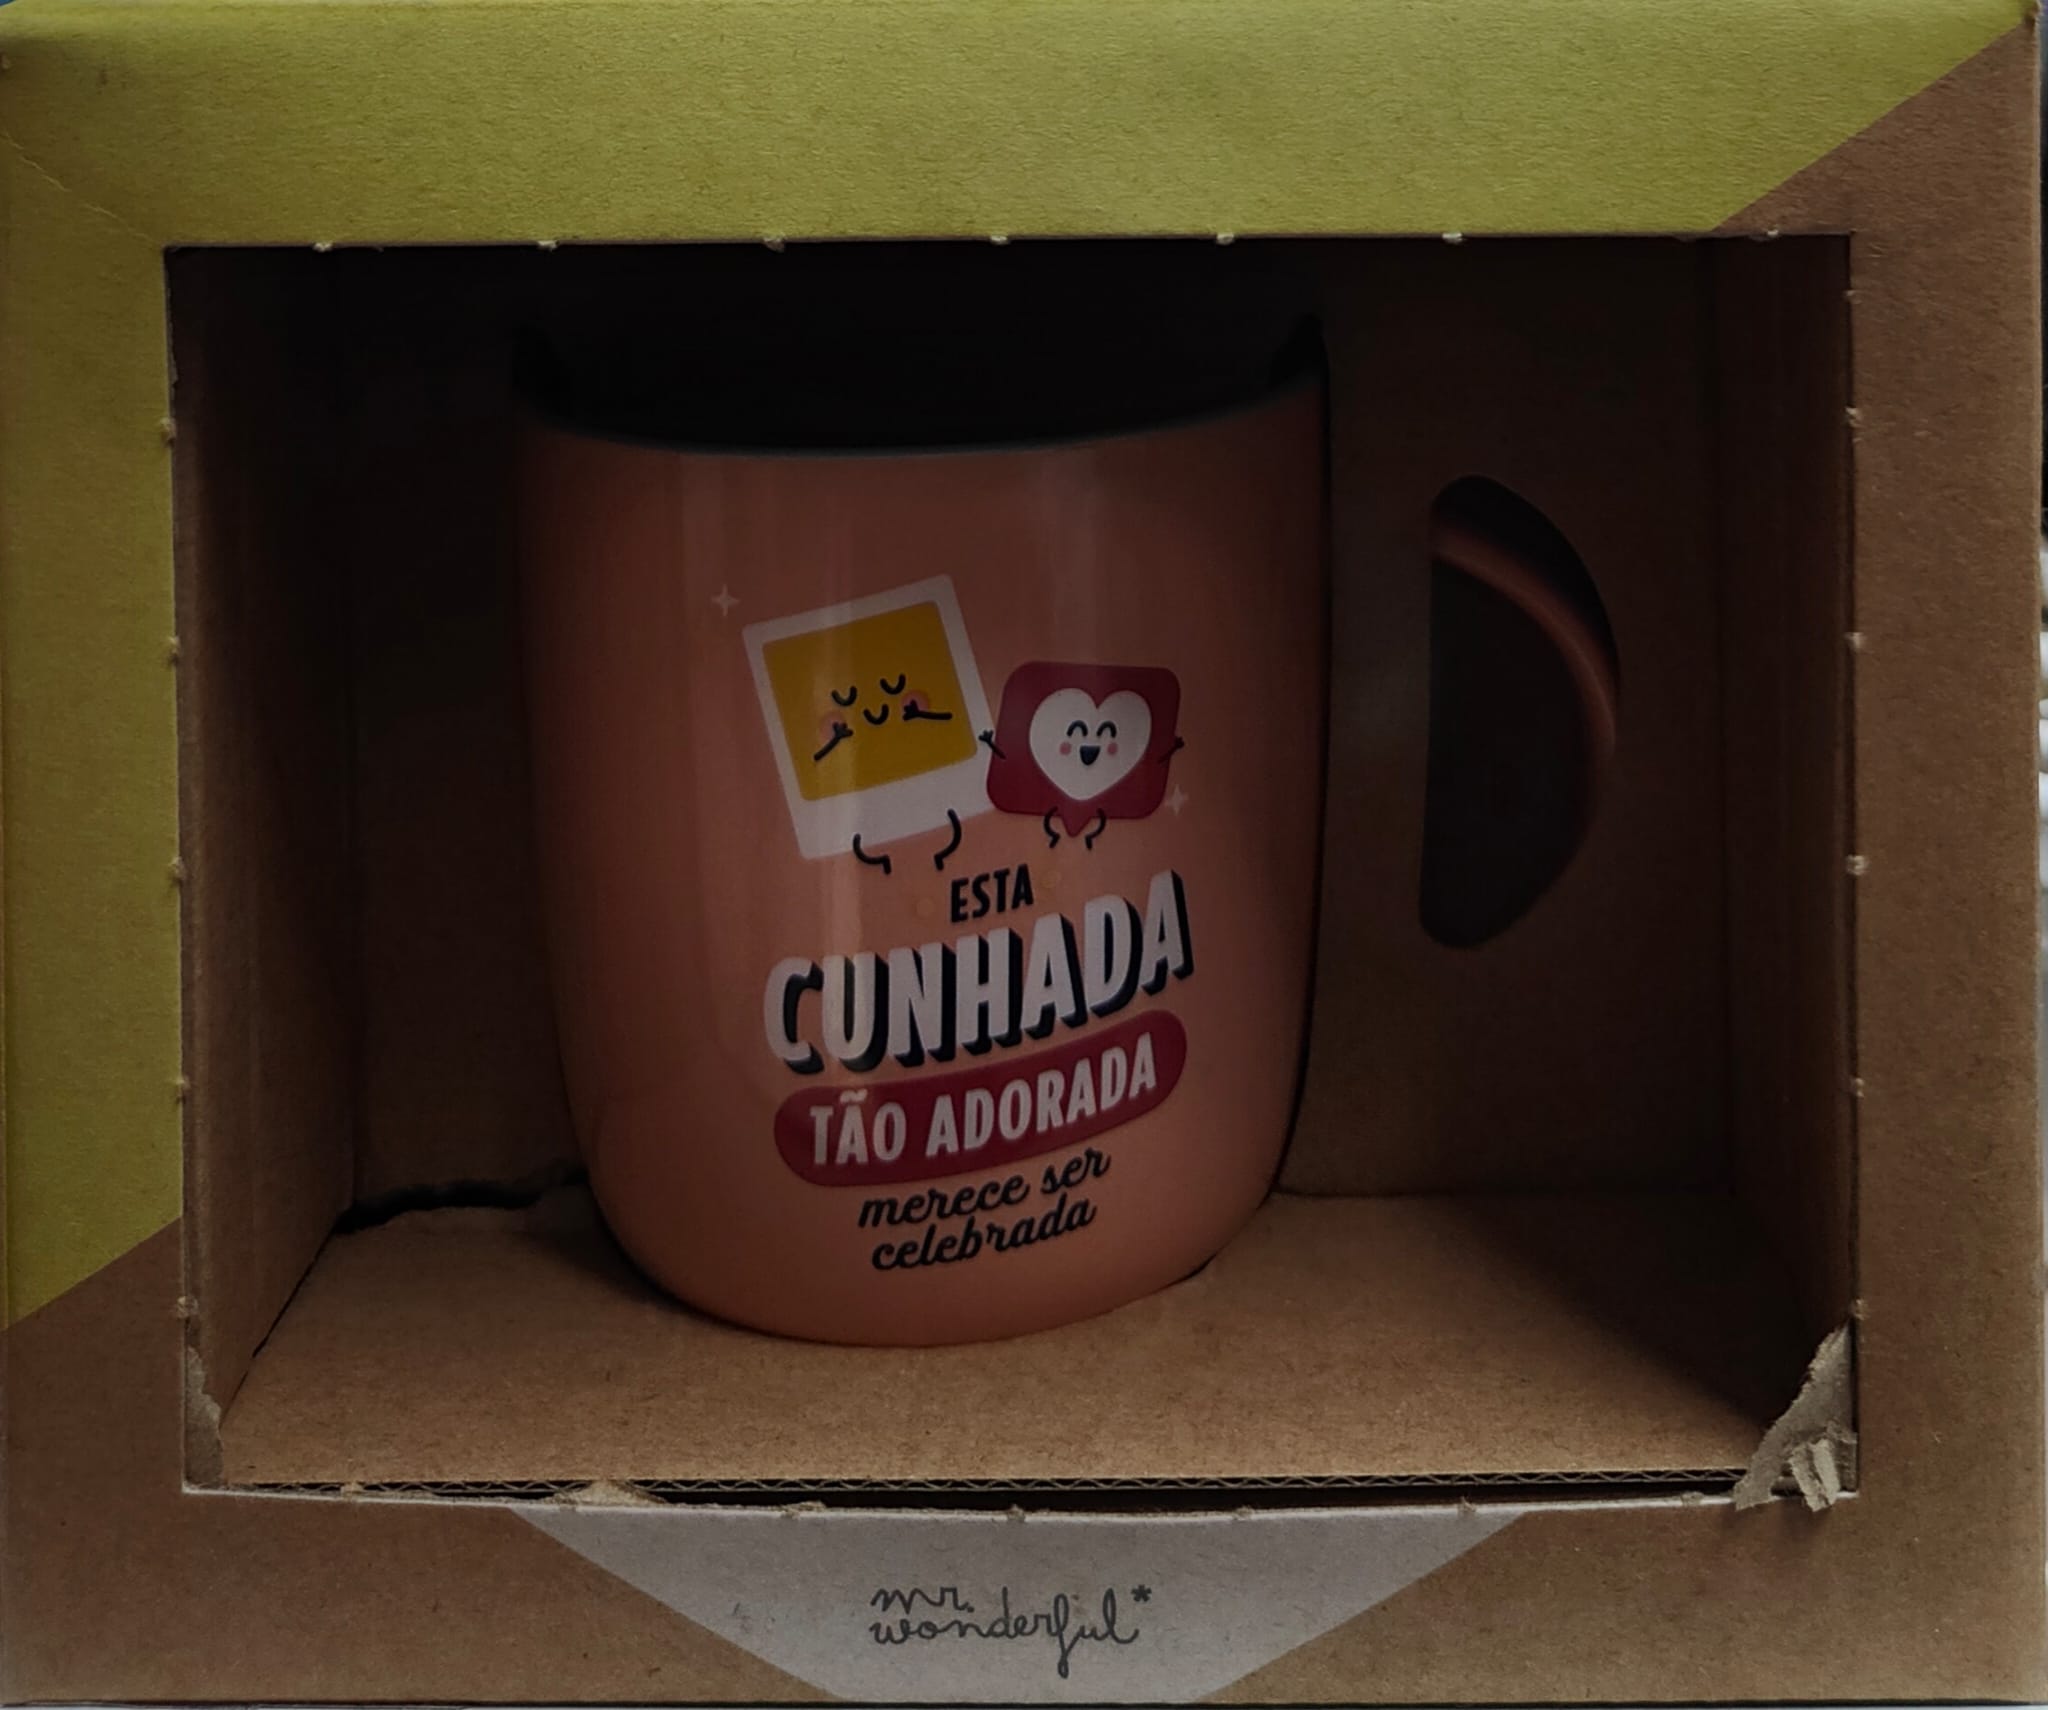 ESTA
CUNHADA
TÃO ADORADA
merece ser
celebrada
mr.
wonderful*